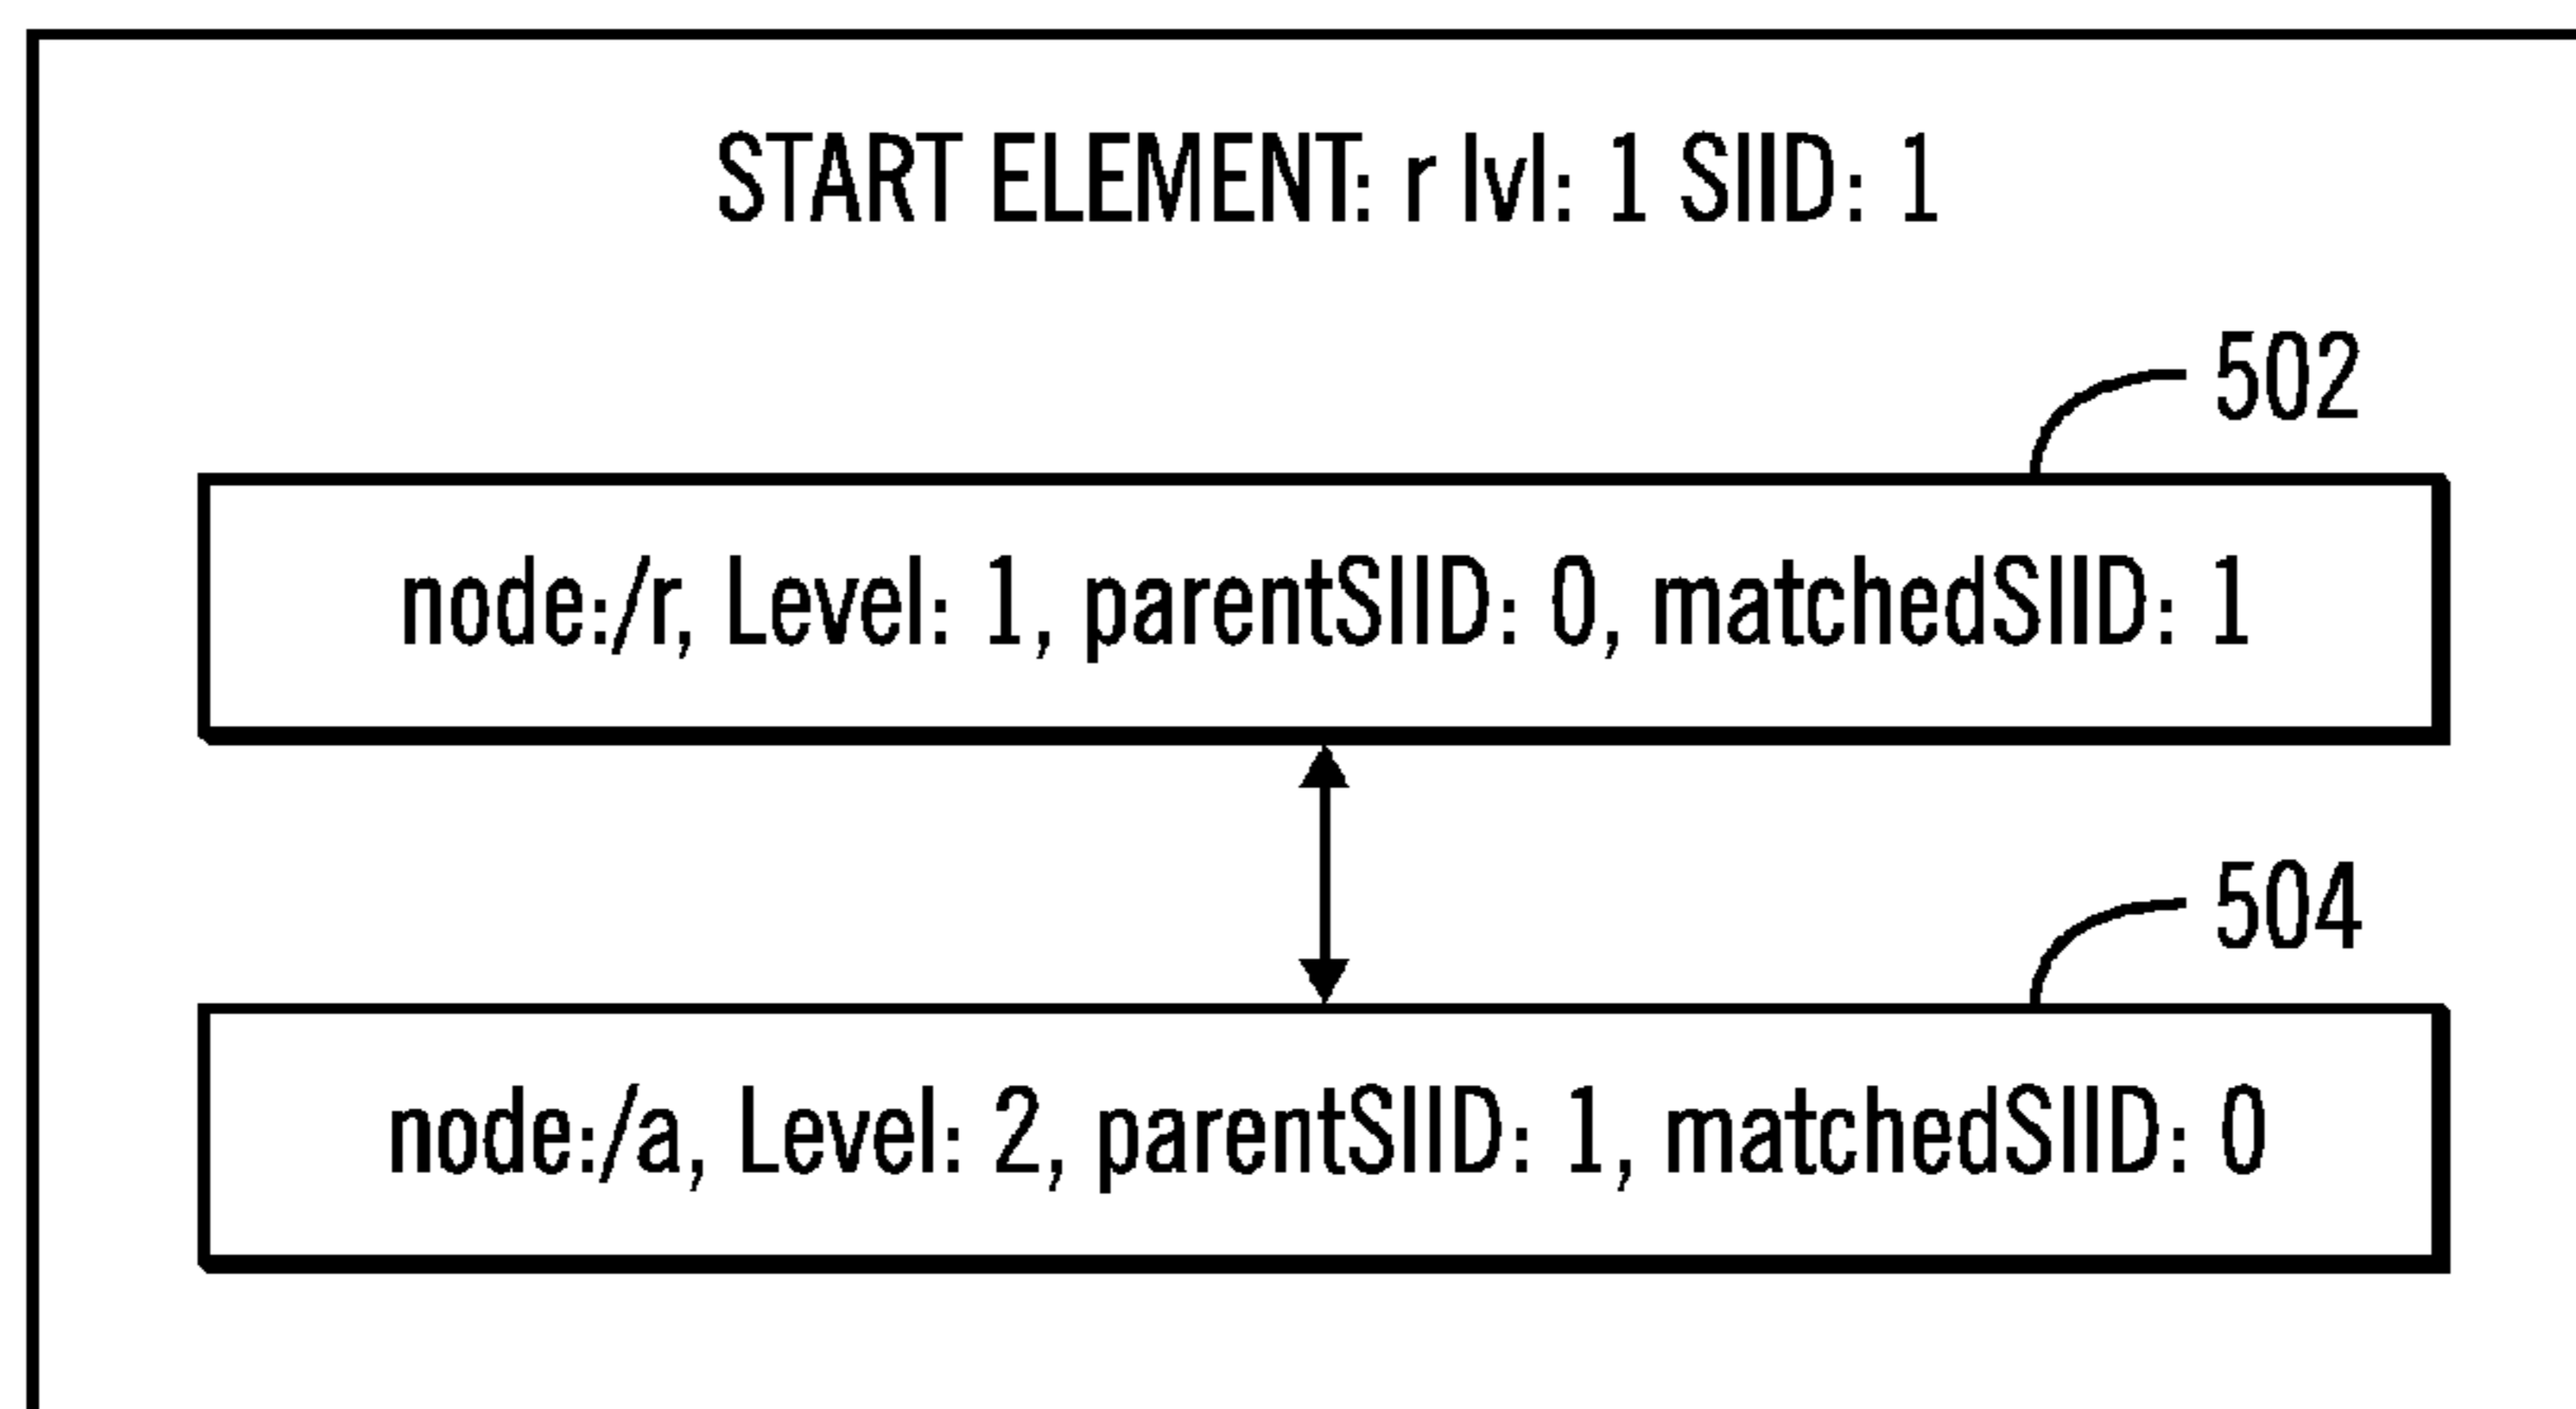 START ELEMENT: r lvl: 1 SIID: 1
502
node:/r, Level: 1, parentSIID: 0, matchedSIID: 1
504
node:/a, Level: 2, parentSIID: 1, matchedSIID: 0